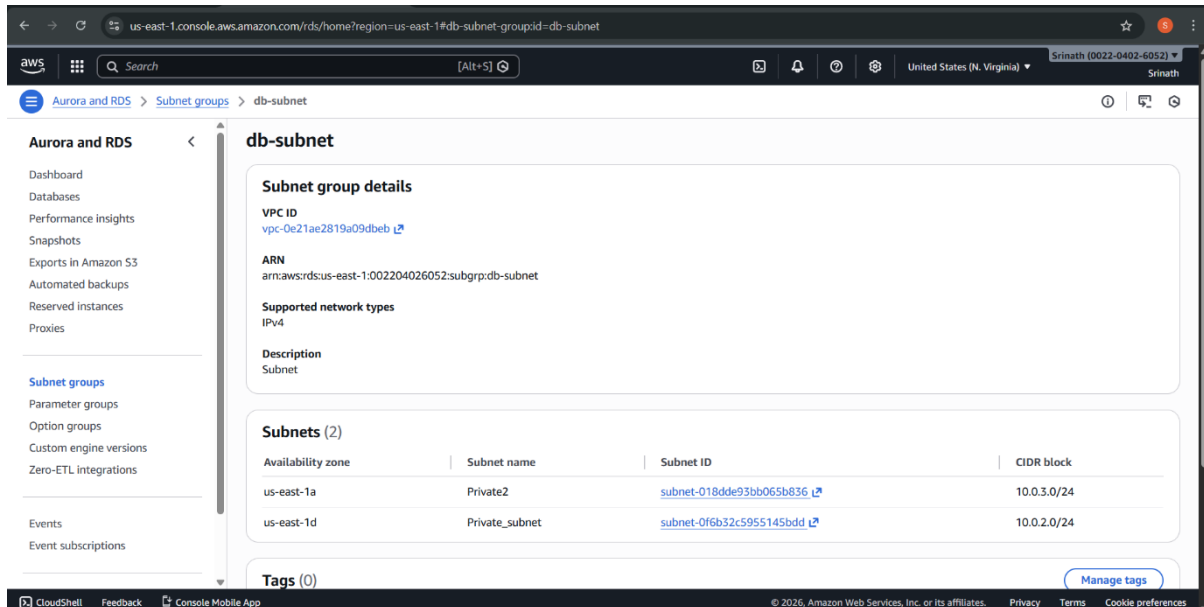 us-east-1.console.aws.amazon.com/rds/home?region=us-east-1#db-subnet-group:id=db-subnet
S
aws
Search
[Alt+S]
United States (N. Virginia)
Srinath (0022-0402-6052)
Srinath
Aurora and RDS > Subnet groups > db-subnet
Aurora and RDS
Dashboard
Databases
Performance insights
Snapshots
Exports in Amazon S3
Automated backups
Reserved instances
Proxies
Subnet groups
Parameter groups
Option groups
Custom engine versions
Zero-ETL integrations
Events
Event subscriptions
db-subnet
Subnet group details
VPC ID
vpc-0e21ae2819a09dbeb
ARN
arn:aws:rds:us-east-1:002204026052:subgrp:db-subnet
Supported network types
IPv4
Description
Subnet
Subnets (2)
Availability zone Subnet name Subnet ID CIDR block
us-east-1a Private2 subnet-018dde93bb065b836 10.0.3.0/24
us-east-1d Private_subnet subnet-0f6b32c5955145bdd 10.0.2.0/24
Tags (0)
Manage tags
CloudShell Feedback Console Mobile App © 2026, Amazon Web Services, Inc. or its affiliates. Privacy Terms Cookie preferences